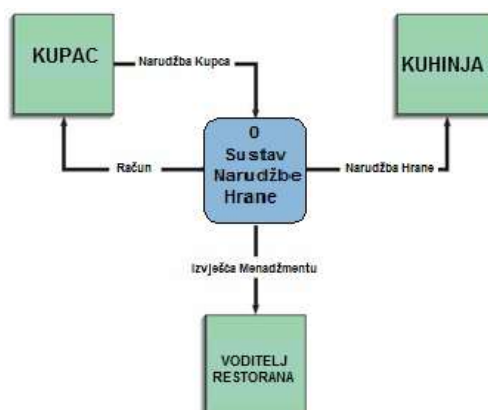 KUPAC
Narudžba Kupca
KUHINJA
0
Sustav
Narudžbe
Hrane
Račun
Narudžba Hrane
Izvješća Menadžmentu
VODITELJ
RESTORANA